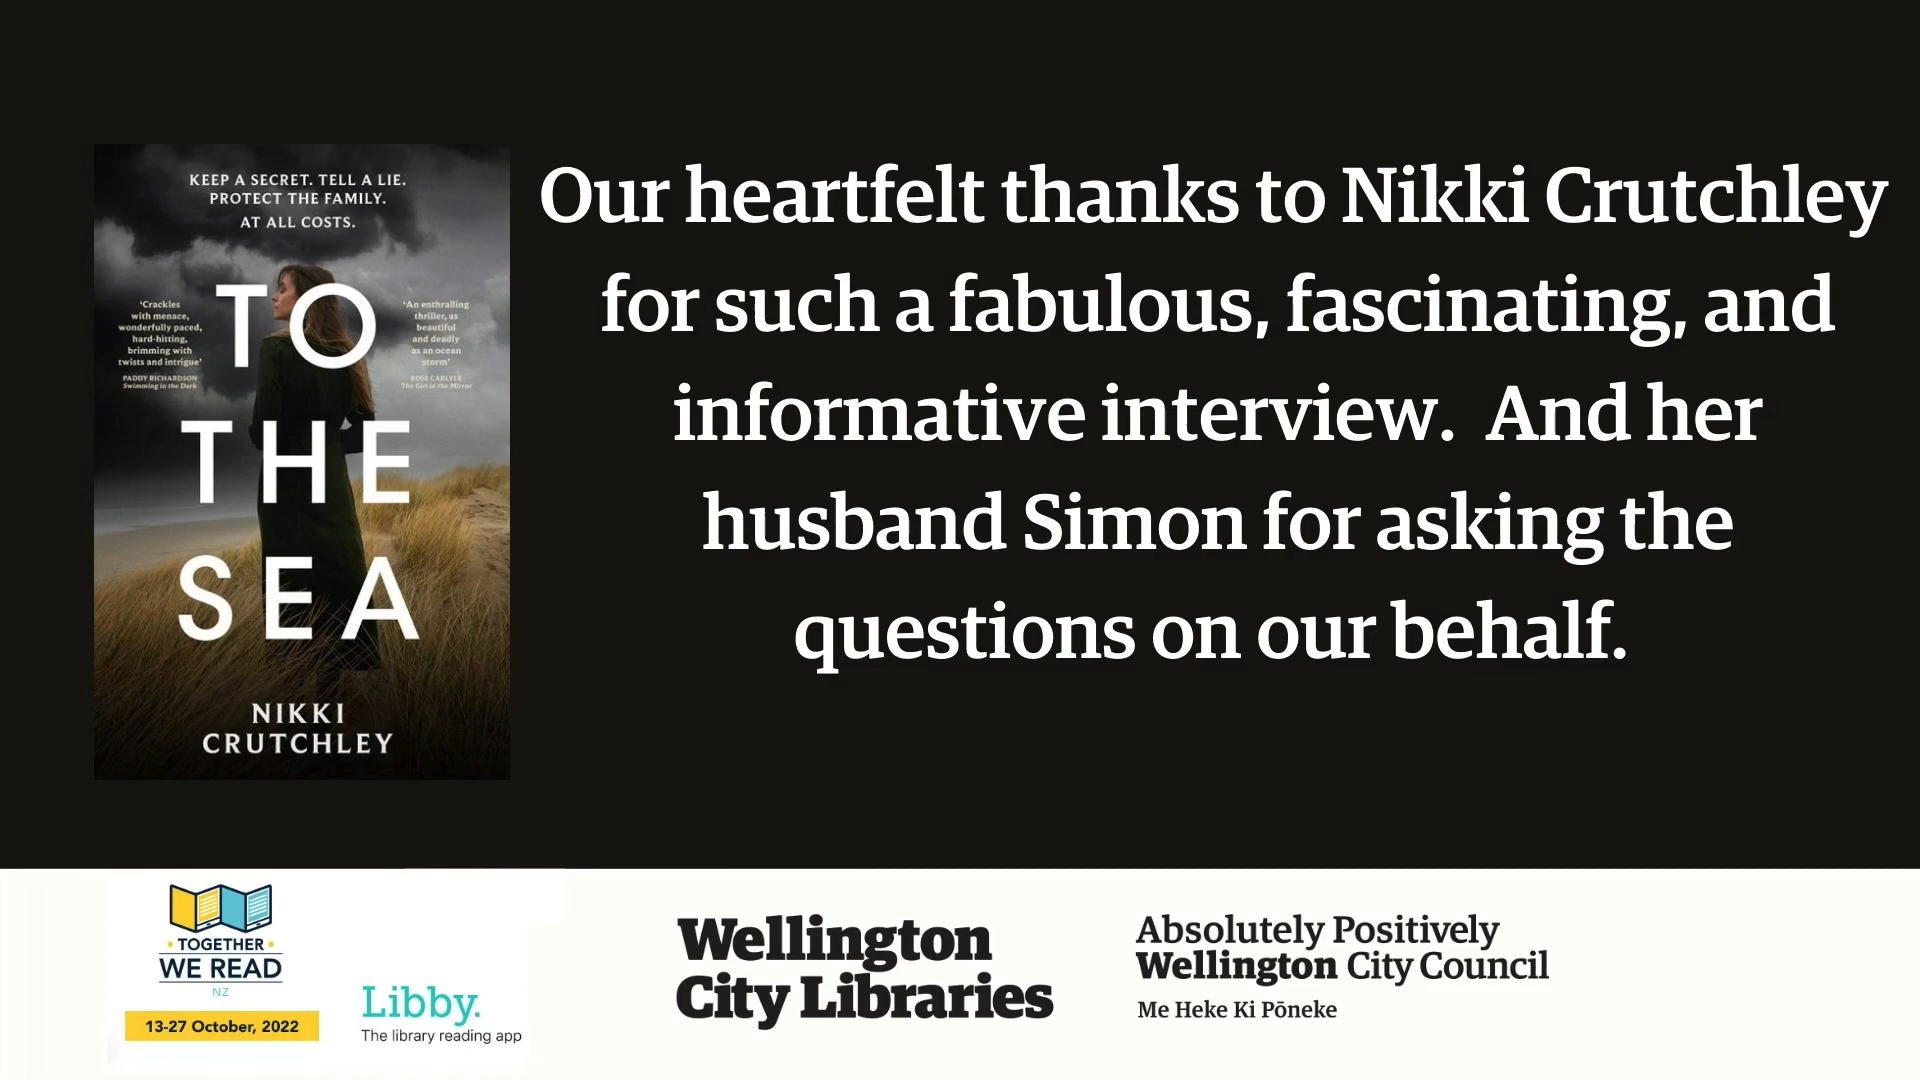 KEEP A SECRET. TELL A LIE.
PROTECT THE FAMILY.
AT ALL COSTS.
TO
THE
SEA
'Crackles
with menace,
wonderfully paced,
hard-hitting,
brimming with
twists and intrigue'
PADDY RICHARDSON
Swimming in the Dark
'An enthralling
thriller, as
beautiful
and deadly
as an ocean
storm'
ROSE CARLYLE
The Girl in the Mirror
NIKKI
CRUTCHLEY
Our heartfelt thanks to Nikki Crutchley
for such a fabulous, fascinating, and
informative interview.  And her
husband Simon for asking the
questions on our behalf.
TOGETHER
WE READ
NZ
13-27 October, 2022
Libby.
The library reading app
Wellington
City Libraries
Absolutely Positively
Wellington City Council
Me Heke Ki Pōneke